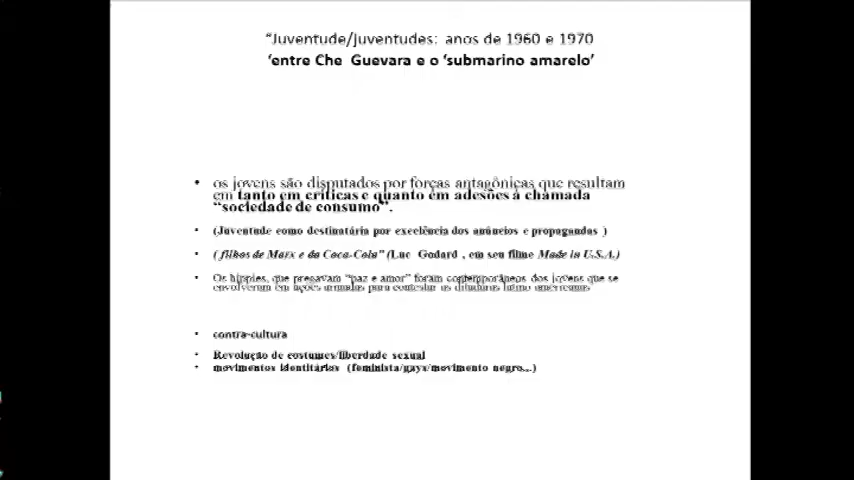 “Juventude/juventudes: anos de 1960 e 1970
‘entre Che Guevara e o ‘submarino amarelo’
• os jovens são disputados por forças antagônicas que resultam
em tanto em críticas e quanto em adesões à chamada
“sociedade de consumo”.
• (Juventude como destinatária por excelência dos anúncios e propagandas )
• ( filhos de Marx e da Coca-Cola” (Luc Godard , em seu filme Made in U.S.A.)
• Os hippies, que pregavam “paz e amor” foram contemporâneos dos jovens que se
envolveram em ações armadas para contestar as ditaduras latino americanas
• contra-cultura
• Revolução de costumes/liberdade sexual
• movimentos identitários (feminista/gays/movimento negro...)